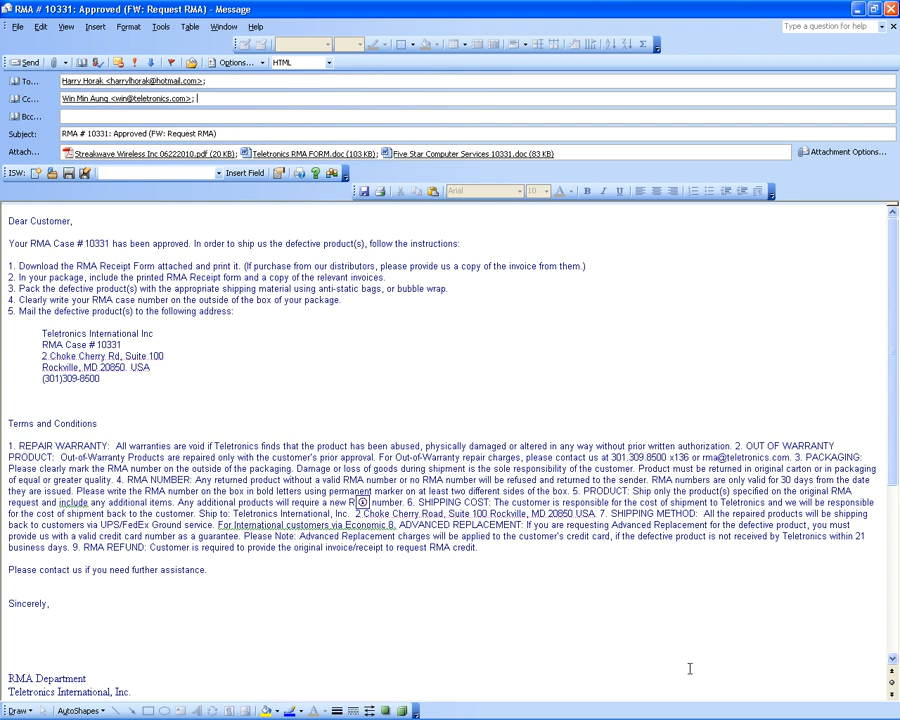 RMA # 10331: Approved (FW: Request RMA) - Message
File Edit View Insert Format Tools Table Window Help Type a question for help
Send Options... HTML
To... Harry Horak <harrylhorak@hotmail.com>;
Cc... Win Min Aung <win@teletronics.com>;
Bcc...
Subject: RMA # 10331: Approved (FW: Request RMA)
Attach... Streakwave Wireless Inc 06222010.pdf (20 KB); Teletronics RMA FORM.doc (103 KB); Five Star Computer Services 10331.doc (83 KB) Attachment Options...
ISW: Insert Field
Arial 10 A B I U
Dear Customer,
Your RMA Case # 10331 has been approved. In order to ship us the defective product(s), follow the instructions:
1. Download the RMA Receipt Form attached and print it. (If purchase from our distributors, please provide us a copy of the invoice from them.)
2. In your package, include the printed RMA Receipt form and a copy of the relevant invoices.
3. Pack the defective product(s) with the appropriate shipping material using anti-static bags, or bubble wrap.
4. Clearly write your RMA case number on the outside of the box of your package.
5. Mail the defective product(s) to the following address:
Teletronics International Inc
RMA Case # 10331
2 Choke Cherry Rd, Suite 100
Rockville, MD 20850. USA
(301)309-8500
Terms and Conditions
1. REPAIR WARRANTY: All warranties are void if Teletronics finds that the product has been abused, physically damaged or altered in any way without prior written authorization. 2. OUT OF WARRANTY
PRODUCT: Out-of-Warranty Products are repaired only with the customer's prior approval. For Out-of-Warranty repair charges, please contact us at 301.309.8500 x136 or rma@teletronics.com. 3. PACKAGING:
Please clearly mark the RMA number on the outside of the packaging. Damage or loss of goods during shipment is the sole responsibility of the customer. Product must be returned in original carton or in packaging
of equal or greater quality. 4. RMA NUMBER: Any returned product without a valid RMA number or no RMA number will be refused and returned to the sender. RMA numbers are only valid for 30 days from the date
they are issued. Please write the RMA number on the box in bold letters using permanent marker on at least two different sides of the box. 5. PRODUCT: Ship only the product(s) specified on the original RMA
request and include any additional items. Any additional products will require a new R number. 6. SHIPPING COST: The customer is responsible for the cost of shipment to Teletronics and we will be responsible
for the cost of shipment back to the customer. Ship to: Teletronics International, Inc. 2 Choke Cherry Road, Suite 100 Rockville, MD 20850 USA. 7. SHIPPING METHOD: All the repaired products will be shipping
back to customers via UPS/FedEx Ground service. For International customers via Economic 8. ADVANCED REPLACEMENT: If you are requesting Advanced Replacement for the defective product, you must
provide us with a valid credit card number as a guarantee. Please Note: Advanced Replacement charges will be applied to the customer's credit card, if the defective product is not received by Teletronics within 21
business days. 9. RMA REFUND: Customer is required to provide the original invoice/receipt to request RMA credit.
Please contact us if you need further assistance.
Sincerely,
RMA Department
Teletronics International, Inc.
Draw AutoShapes